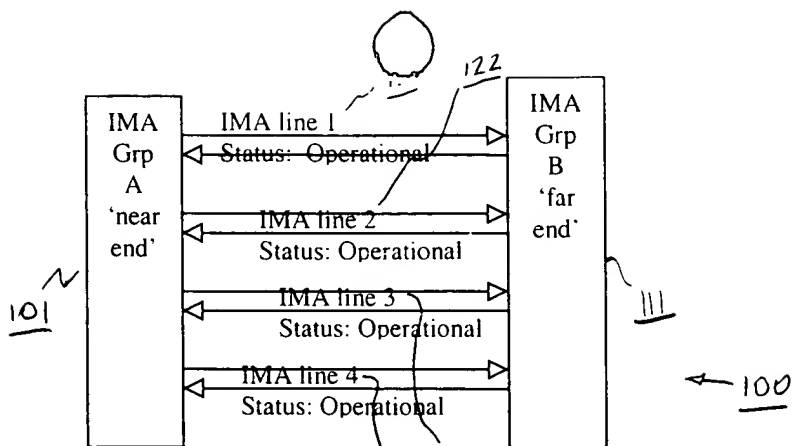 122
IMA
Grp
A
‘near
end’
IMA line 1
Status: Operational
IMA line 2
Status: Operational
IMA line 3
Status: Operational
IMA line 4
Status: Operational
IMA
Grp
B
‘far
end’
101
111
100